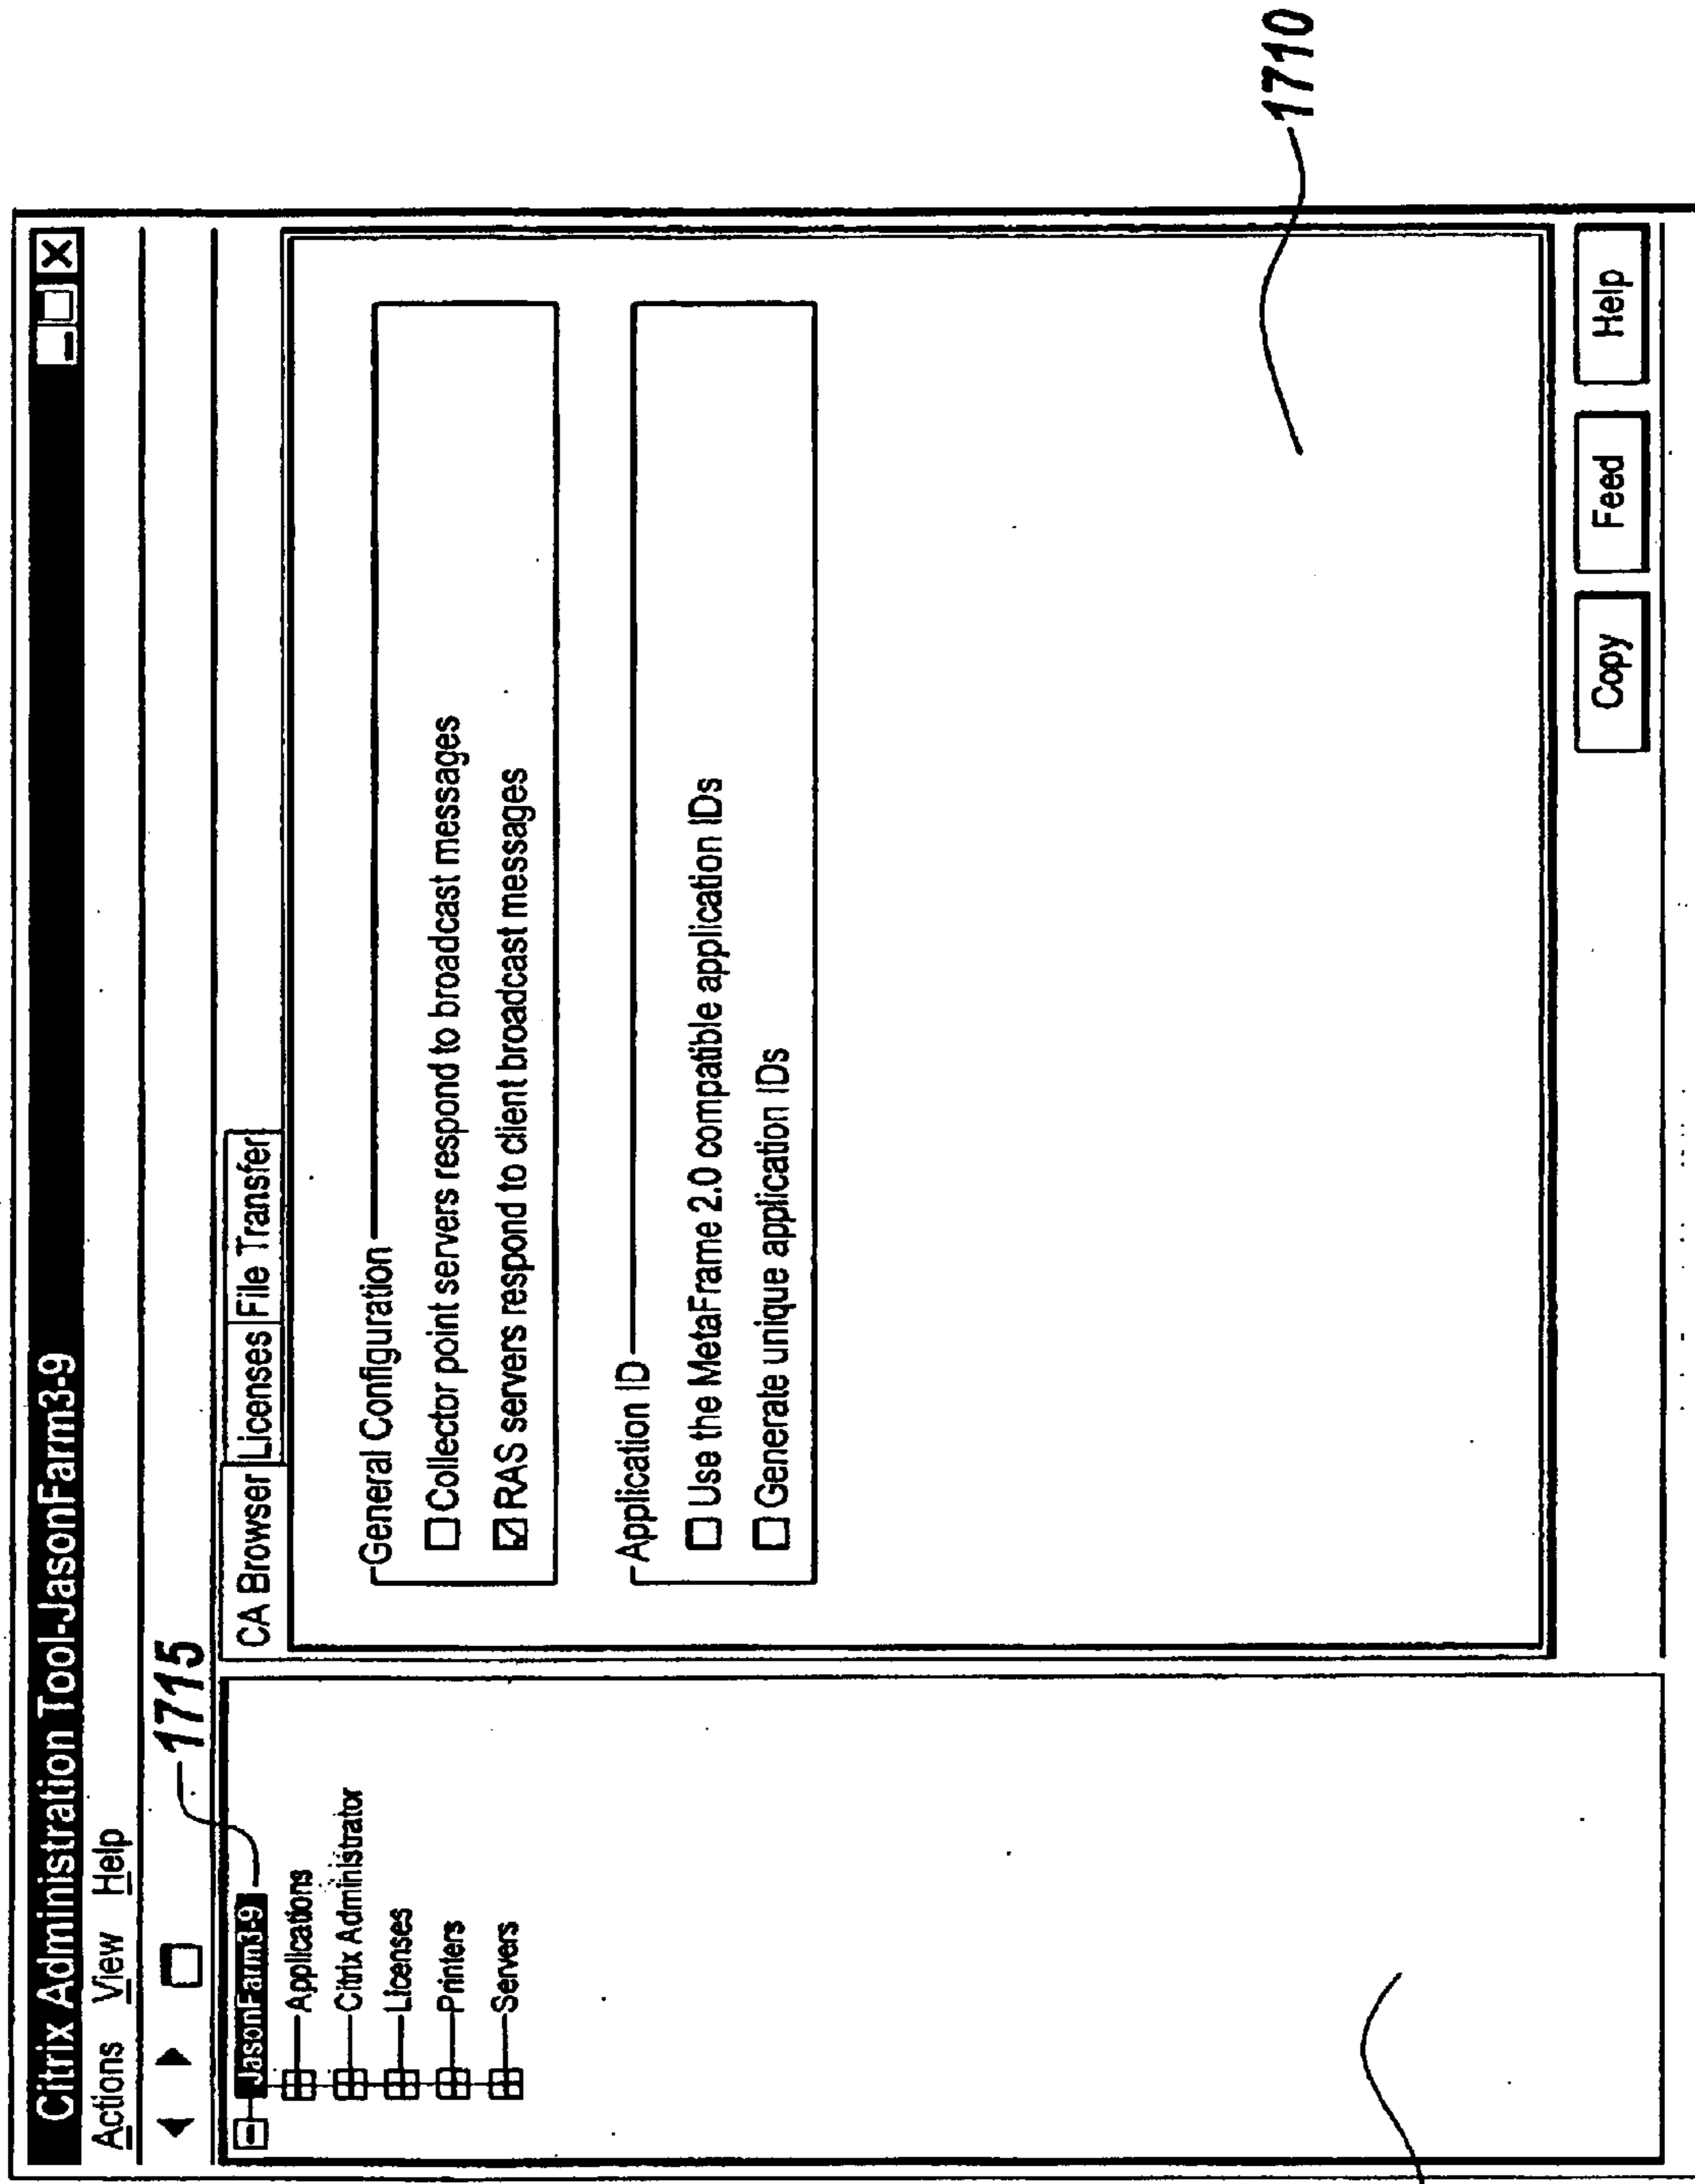 Citrix Administration Tool-JasonFarm3-9
Actions View Help
1715
JasonFarm3-9
Applications
Citrix Administrator
Licenses
Printers
Servers
CA Browser Licenses File Transfer
General Configuration
Collector point servers respond to broadcast messages
RAS servers respond to client broadcast messages
Application ID
Use the MetaFrame 2.0 compatible application IDs
Generate unique application IDs
1710
Copy Feed Help